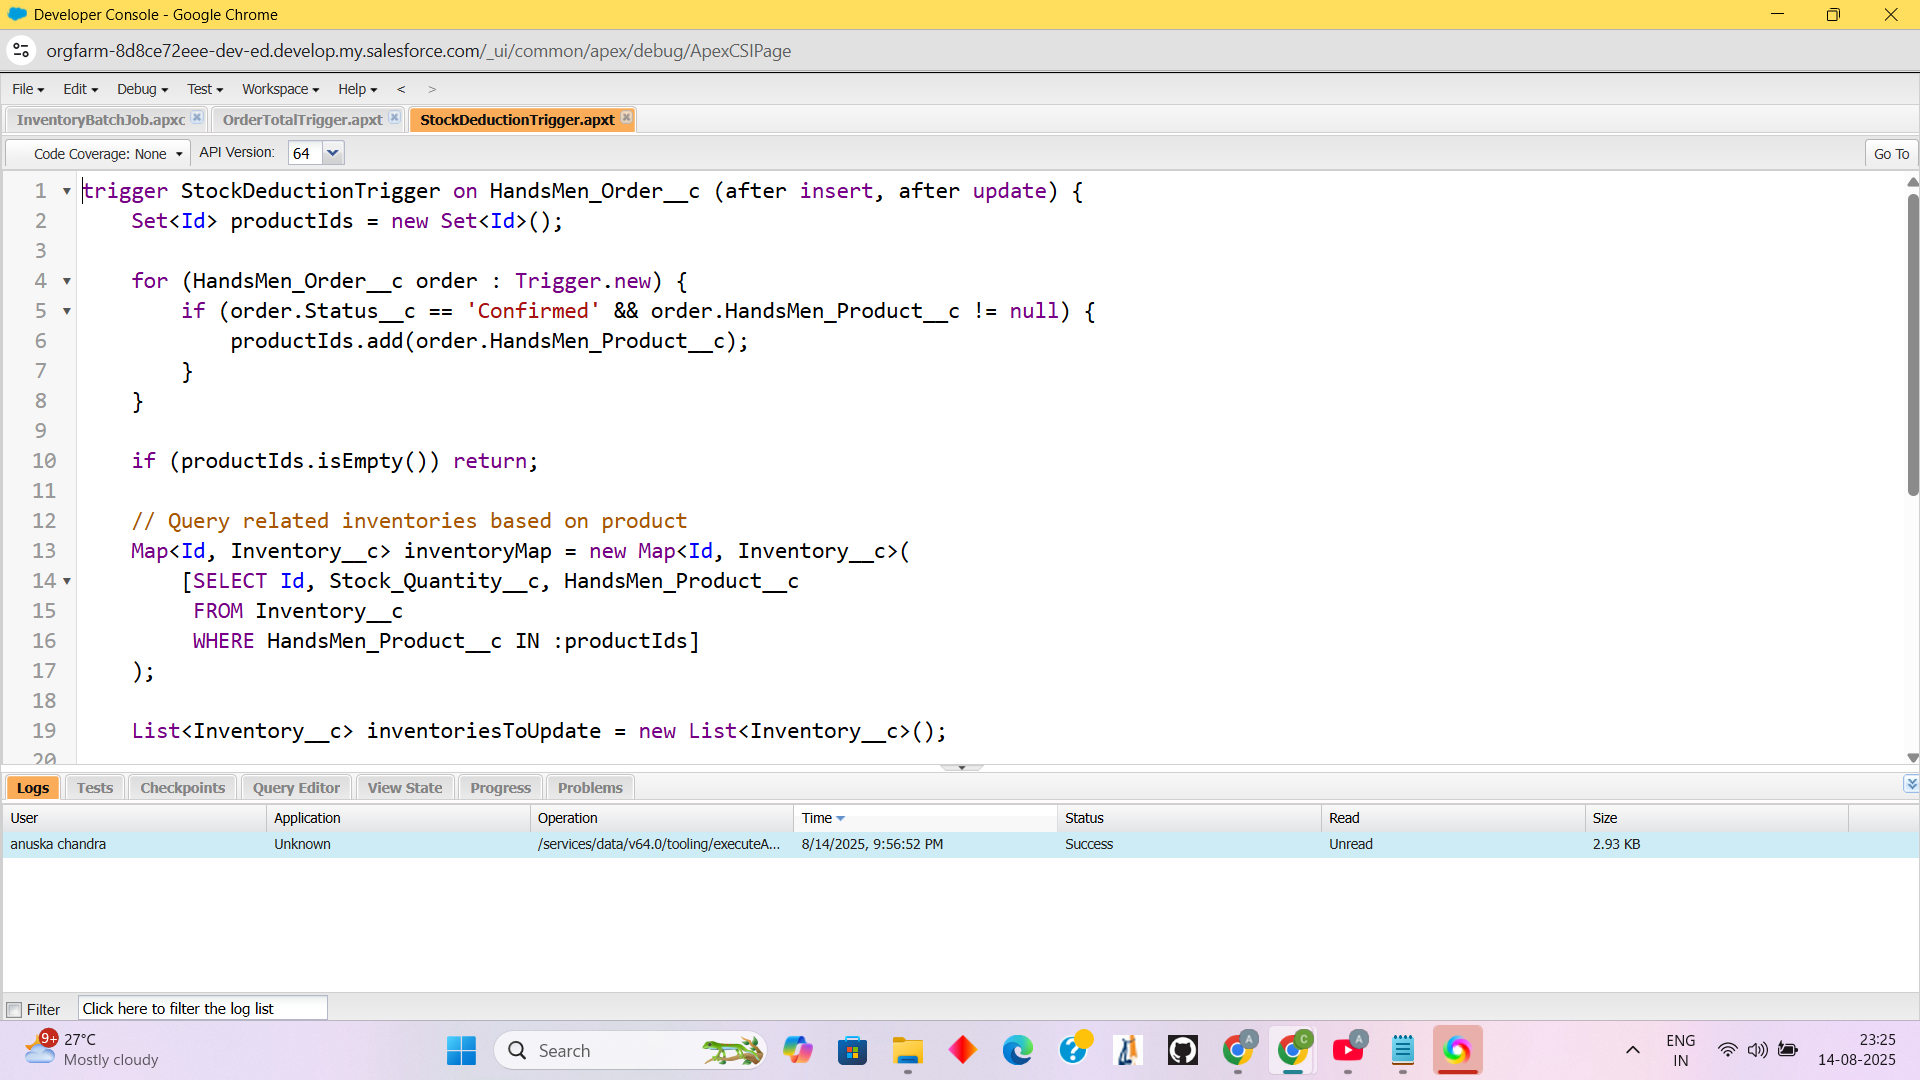 Developer Console - Google Chrome
orgfarm-8d8ce72eee-dev-ed.develop.my.salesforce.com/_ui/common/apex/debug/ApexCSIPage
File Edit Debug Test Workspace Help < >
InventoryBatchJob.apxc OrderTotalTrigger.apxt StockDeductionTrigger.apxt
Code Coverage: None API Version: 64 Go To
1 trigger StockDeductionTrigger on HandsMen_Order__c (after insert, after update) {
2 Set<Id> productIds = new Set<Id>();
3
4 for (HandsMen_Order__c order : Trigger.new) {
5 if (order.Status__c == 'Confirmed' && order.HandsMen_Product__c != null) {
6 productIds.add(order.HandsMen_Product__c);
7 }
8 }
9
10 if (productIds.isEmpty()) return;
11
12 // Query related inventories based on product
13 Map<Id, Inventory__c> inventoryMap = new Map<Id, Inventory__c>(
14 [SELECT Id, Stock_Quantity__c, HandsMen_Product__c
15 FROM Inventory__c
16 WHERE HandsMen_Product__c IN :productIds]
17 );
18
19 List<Inventory__c> inventoriesToUpdate = new List<Inventory__c>();
20
Logs Tests Checkpoints Query Editor View State Progress Problems
User Application Operation Time Status Read Size
anuska chandra Unknown /services/data/v64.0/tooling/executeA... 8/14/2025, 9:56:52 PM Success Unread 2.93 KB
Filter Click here to filter the log list
9+ 27°C
Mostly cloudy
Search
A C A
ENG
IN
23:25
14-08-2025